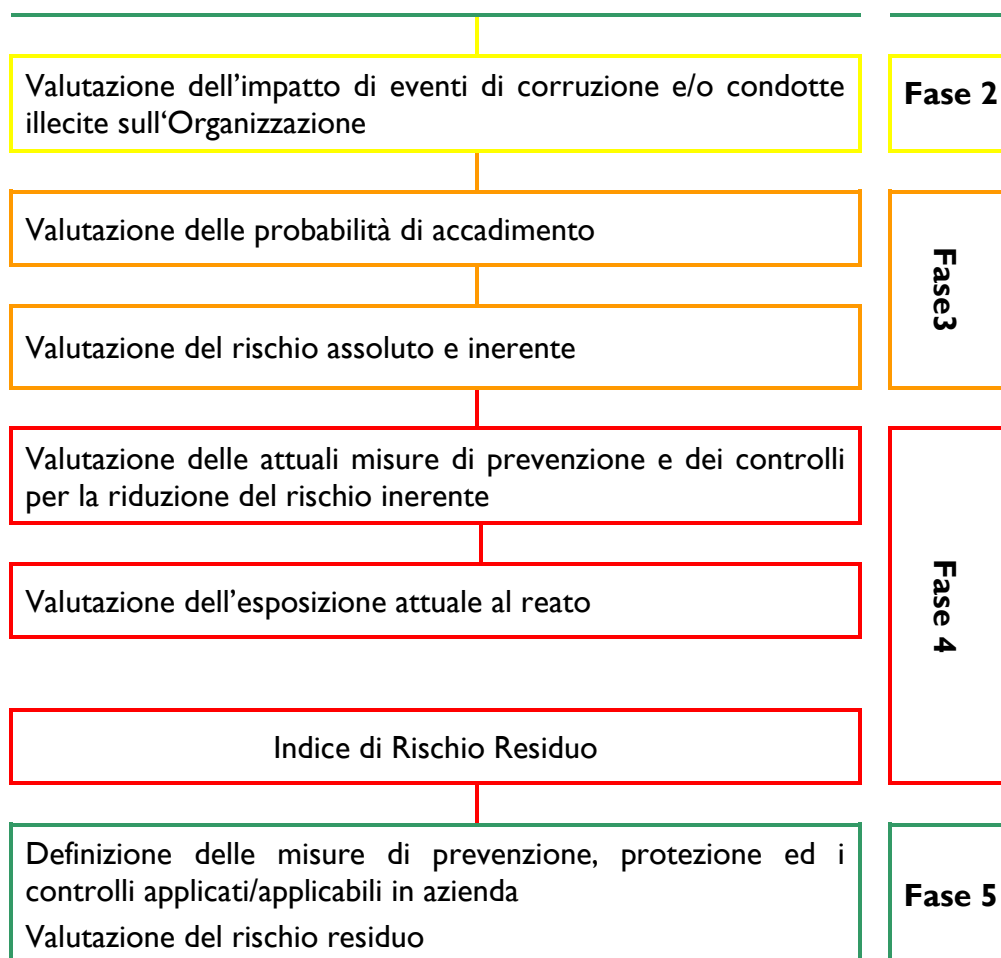 Valutazione dell’impatto di eventi di corruzione e/o condotte
illecite sull‘Organizzazione
Fase 2
Valutazione delle probabilità di accadimento
Valutazione del rischio assoluto e inerente
Fase3
Valutazione delle attuali misure di prevenzione e dei controlli
per la riduzione del rischio inerente
Valutazione dell’esposizione attuale al reato
Indice di Rischio Residuo
Fase 4
Definizione delle misure di prevenzione, protezione ed i
controlli applicati/applicabili in azienda
Valutazione del rischio residuo
Fase 5